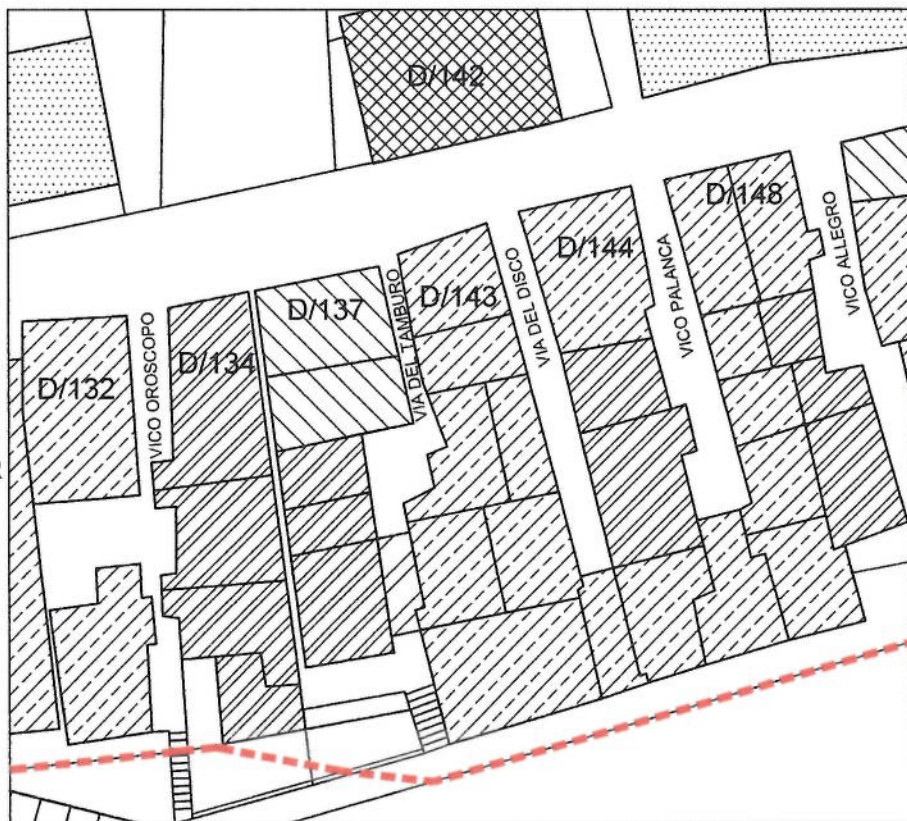 D/142
D/148
D/144
D/143
D/137
D/134
D/132
VICO OROSCOPO
VIA DEL TAMBURO
VIA DEL DISCO
VICO PALANCA
VICO ALLEGRO